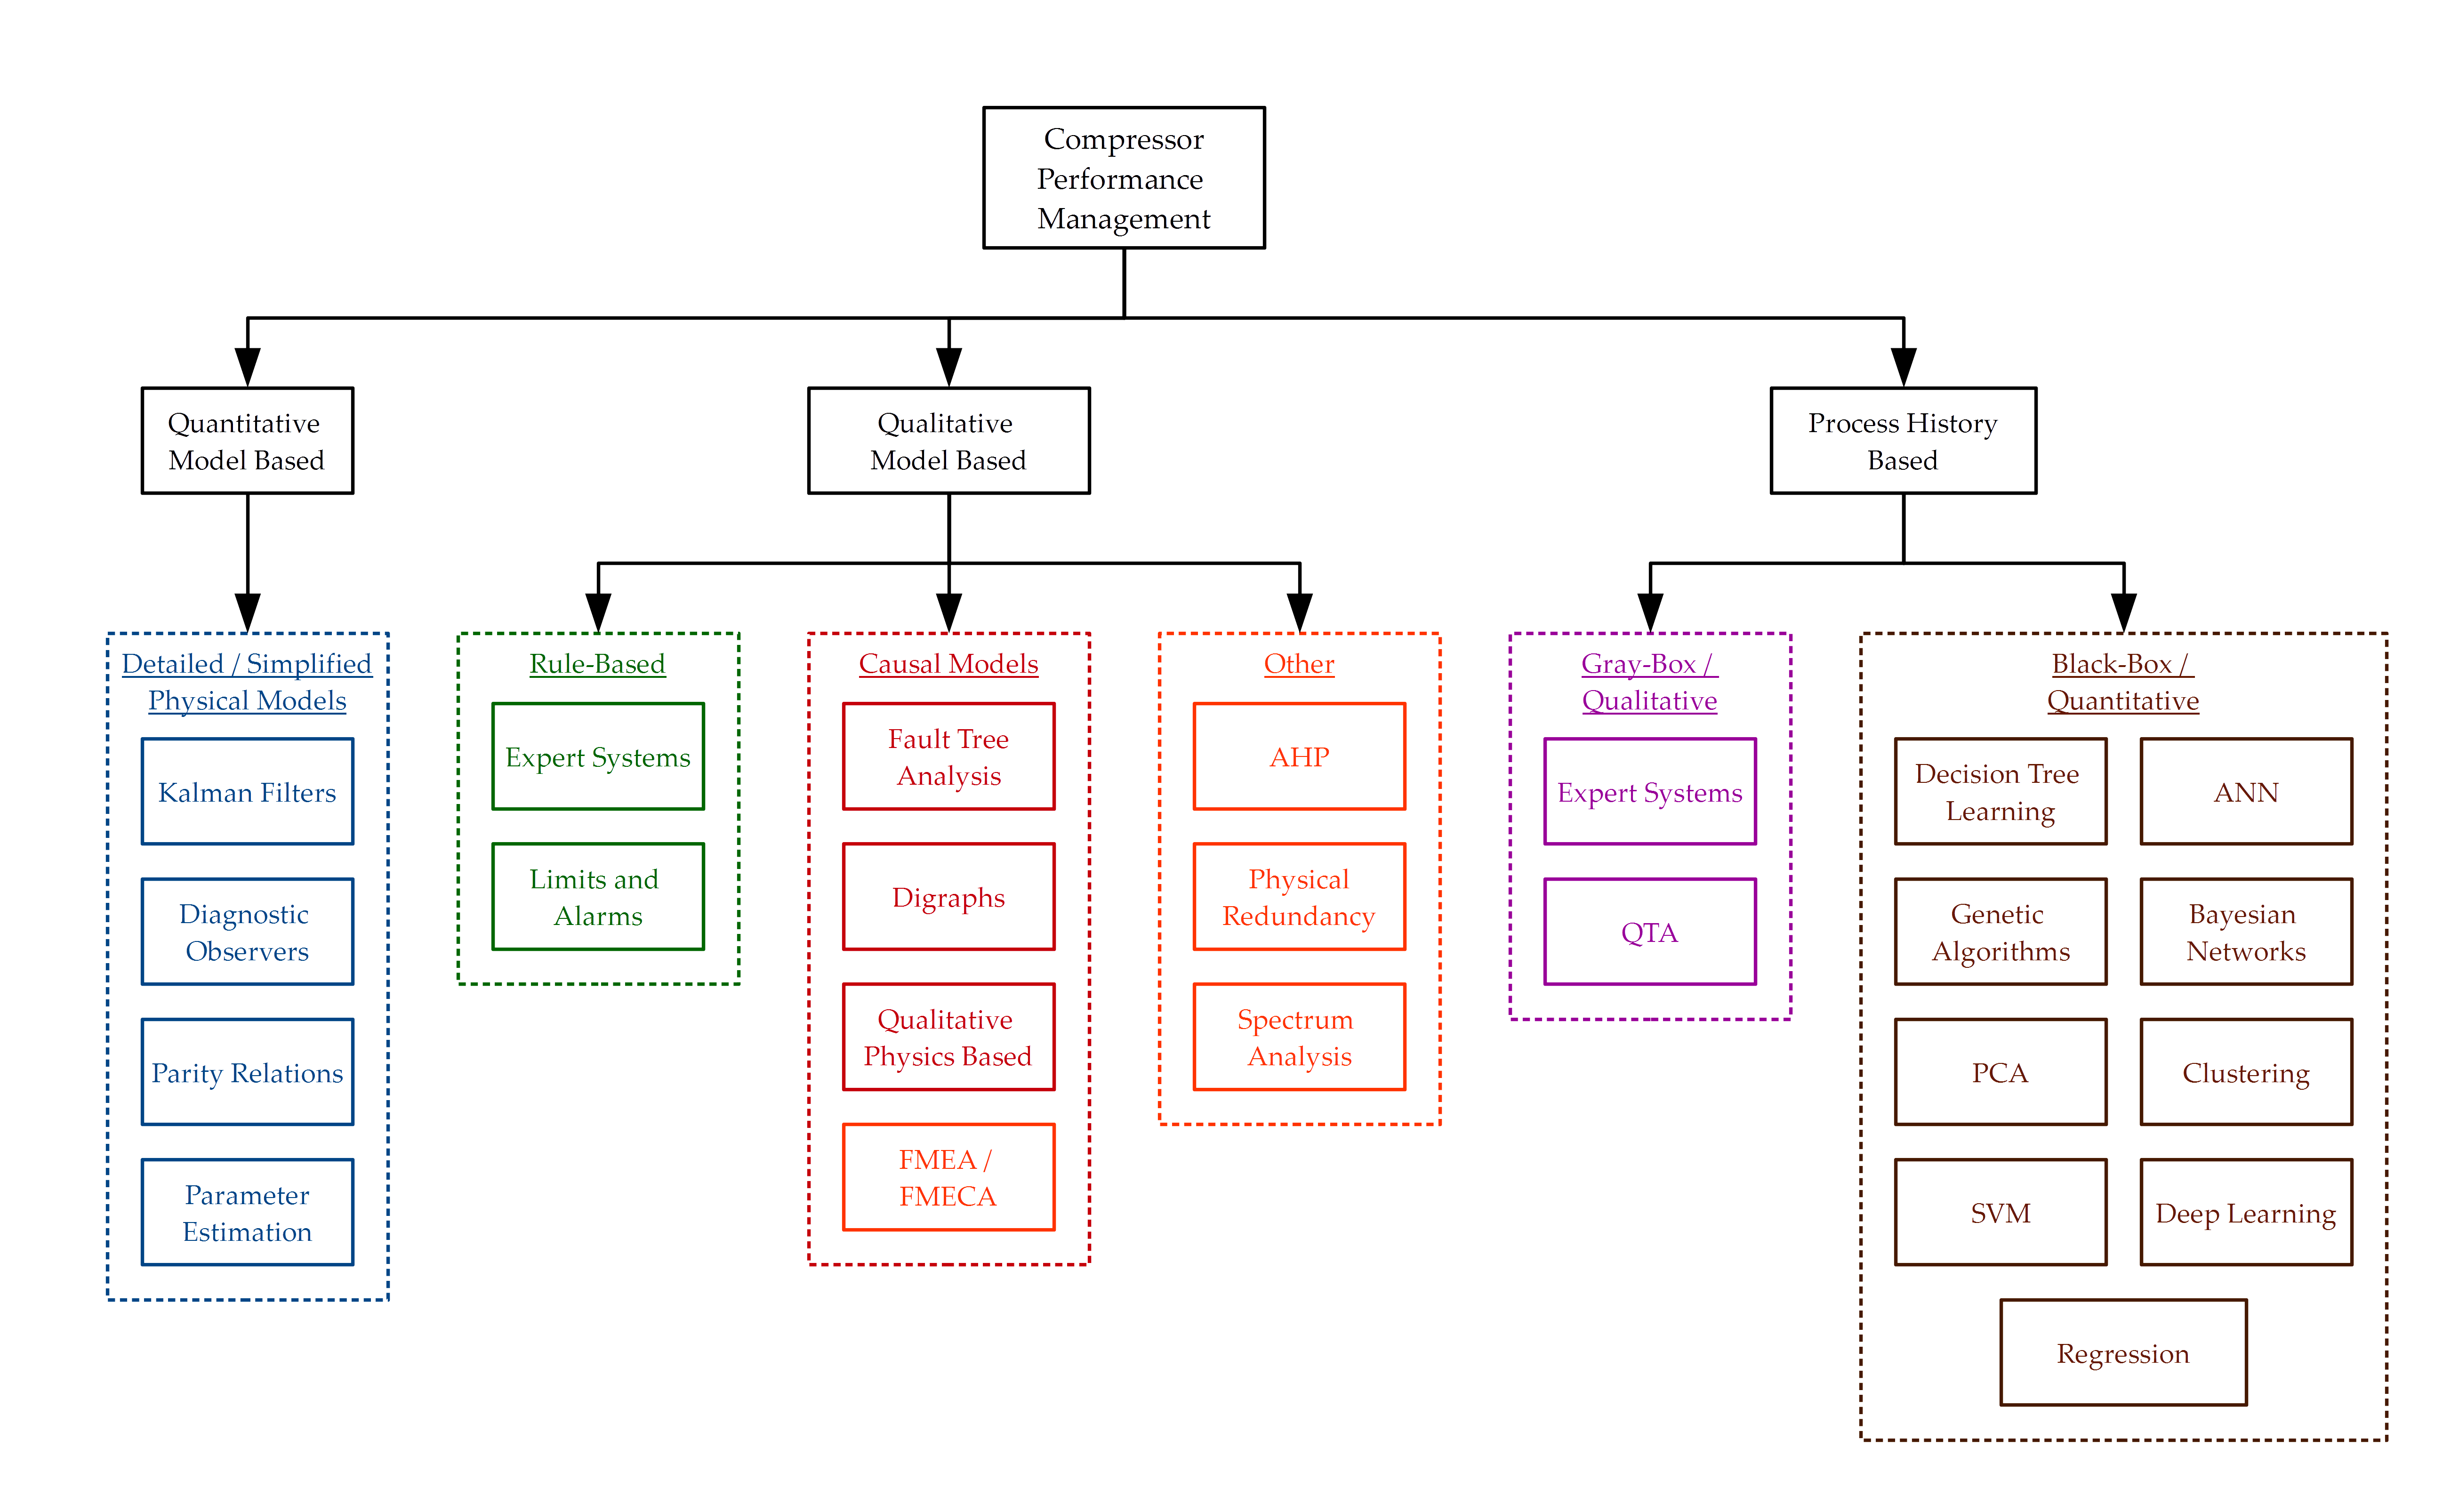 Compressor
Performance
Management
Quantitative
Model Based
Qualitative
Model Based
Process History
Based
Detailed / Simplified
Physical Models
Kalman Filters
Diagnostic
Observers
Parity Relations
Parameter
Estimation
Rule-Based
Expert Systems
Limits and
Alarms
Causal Models
Fault Tree
Analysis
Digraphs
Qualitative
Physics Based
FMEA /
FMECA
Other
AHP
Physical
Redundancy
Spectrum
Analysis
Gray-Box /
Qualitative
Expert Systems
QTA
Black-Box /
Quantitative
Decision Tree
Learning
ANN
Genetic
Algorithms
Bayesian
Networks
PCA
Clustering
SVM
Deep Learning
Regression